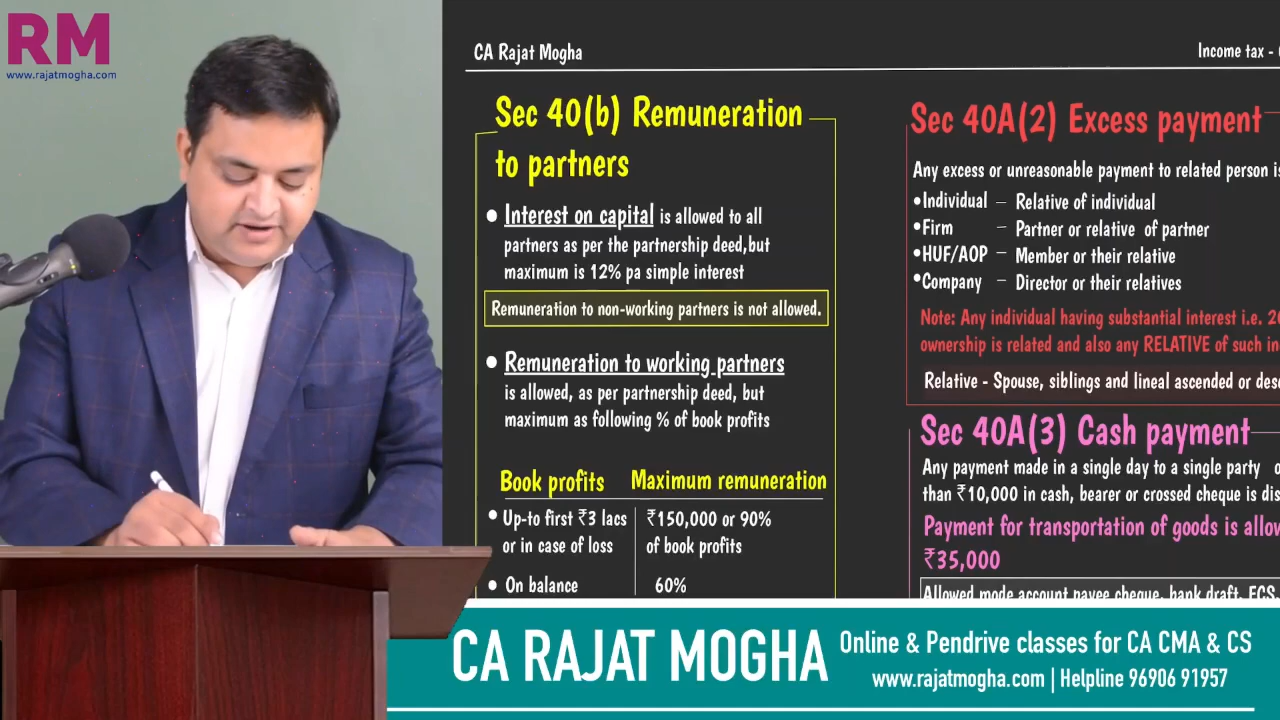 RM
www.rajatmogha.com
CA Rajat Mogha
Income tax -
Sec 40(b) Remuneration
to partners
• Interest on capital is allowed to all
partners as per the partnership deed,but
maximum is 12% pa simple interest
Remuneration to non-working partners is not allowed.
• Remuneration to working partners
is allowed, as per partnership deed, but
maximum as following % of book profits
Book profits Maximum remuneration
• Up-to first ₹3 lacs ₹150,000 or 90%
or in case of loss of book profits
• On balance 60%
Sec 40A(2) Excess payment
Any excess or unreasonable payment to related person is
•Individual – Relative of individual
•Firm – Partner or relative of partner
•HUF/AOP – Member or their relative
•Company – Director or their relatives
Note: Any individual having substantial interest i.e.
ownership is related and also any RELATIVE of such
Relative - Spouse, siblings and lineal ascended or
Sec 40A(3) Cash payment
Any payment made in a single day to a single party
than ₹10,000 in cash, bearer or crossed cheque is
Payment for transportation of goods is
₹35,000
Allowed mode account payee cheque, bank draft, ECS,
CA RAJAT MOGHA
Online & Pendrive classes for CA CMA & CS
www.rajatmogha.com | Helpline 96906 91957